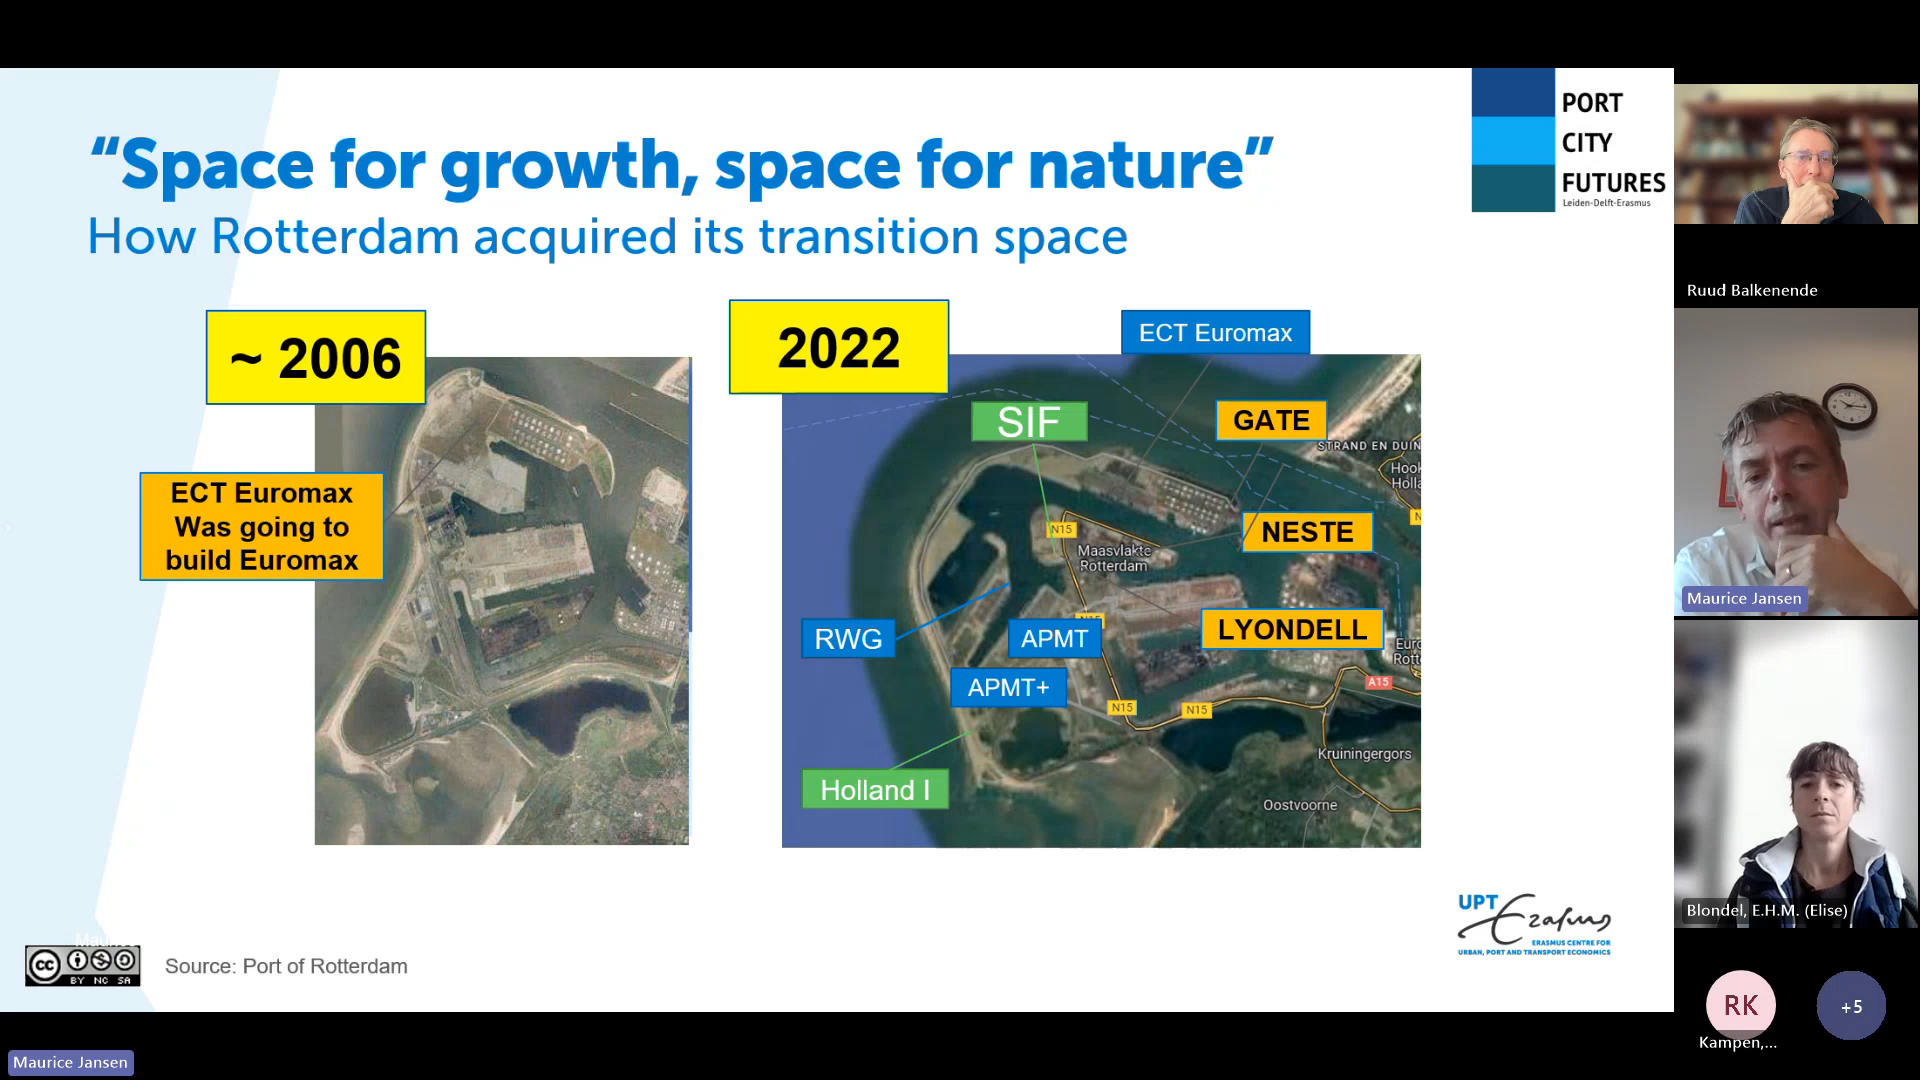 “Space for growth, space for nature”
How Rotterdam acquired its transition space
PORT
CITY
FUTURES
Leiden-Delft-Erasmus
~ 2006
ECT Euromax
Was going to
build Euromax
2022
ECT Euromax
SIF
GATE
STRAND EN DUIN
Hoek
Holla
N
N15
NESTE
Maasvlakte
Rotterdam
RWG
APMT
LYONDELL
Euro
Rott
APMT+
A15
N15
N15
Kruiningergors
Holland I
Oostvoorne
UPT Erasmus
ERASMUS CENTRE FOR
URBAN, PORT AND TRANSPORT ECONOMICS
cc
BY NC SA
Source: Port of Rotterdam
Maurice Jansen
Ruud Balkenende
Maurice Jansen
Blondel, E.H.M. (Elise)
RK
Kampen,...
+5